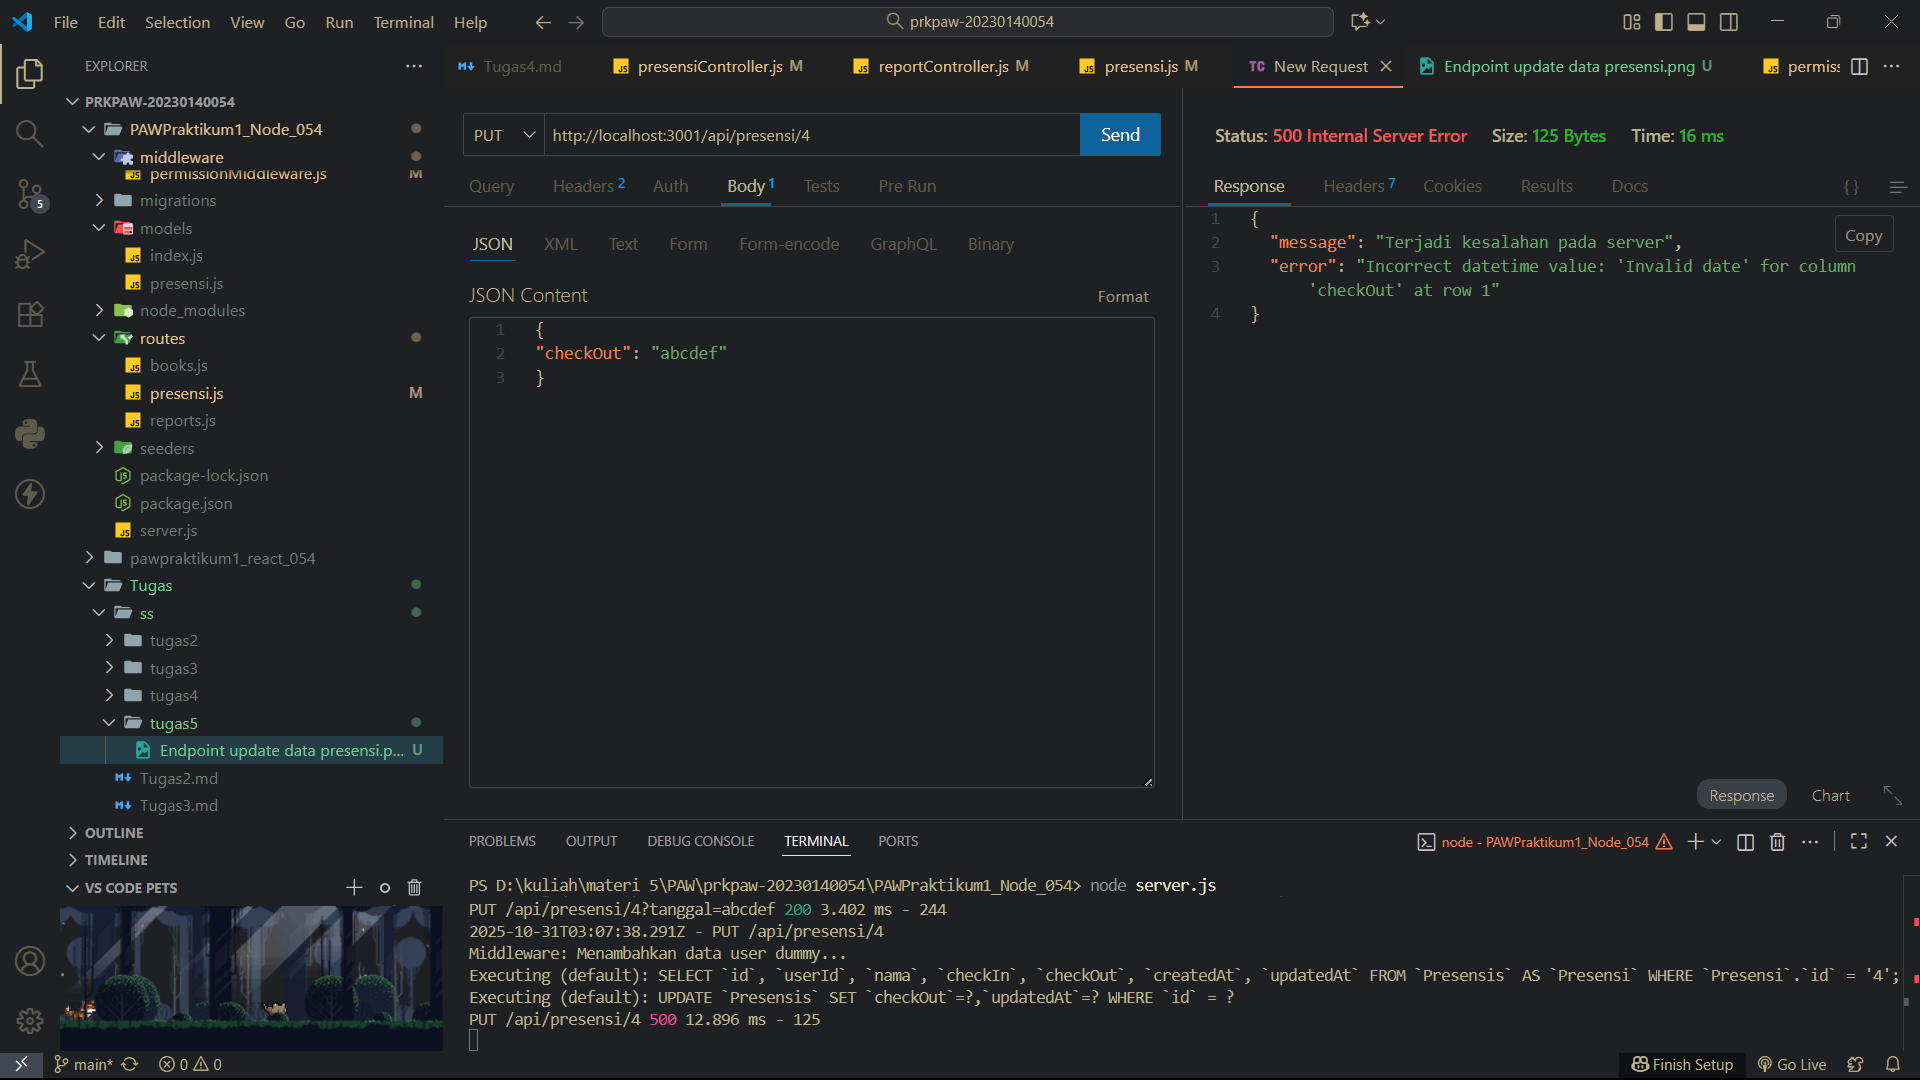 File Edit Selection View Go Run Terminal Help
prkpaw-20230140054
EXPLORER
PRKPAW-20230140054
PAWPraktikum1_Node_054
middleware
permissionMiddleware.js M
migrations
models
index.js
presensi.js
node_modules
routes
books.js
presensi.js M
reports.js
seeders
package-lock.json
package.json
server.js
pawpraktikum1_react_054
Tugas
ss
tugas2
tugas3
tugas4
tugas5
Endpoint update data presensi.p... U
Tugas2.md
Tugas3.md
OUTLINE
TIMELINE
VS CODE PETS
5
Tugas4.md presensiController.js M reportController.js M presensi.js M TC New Request Endpoint update data presensi.png U permiss
PUT http://localhost:3001/api/presensi/4 Send
Query Headers 2 Auth Body 1 Tests Pre Run
JSON XML Text Form Form-encode GraphQL Binary
JSON Content Format
1 {
2 "checkOut": "abcdef"
3 }
Status: 500 Internal Server Error Size: 125 Bytes Time: 16 ms
Response Headers 7 Cookies Results Docs { }
Copy
1 {
2 "message": "Terjadi kesalahan pada server",
3 "error": "Incorrect datetime value: 'Invalid date' for column
'checkOut' at row 1"
4 }
Response Chart
PROBLEMS OUTPUT DEBUG CONSOLE TERMINAL PORTS
node - PAWPraktikum1_Node_054
PS D:\kuliah\materi 5\PAW\prkpaw-20230140054\PAWPraktikum1_Node_054> node server.js
PUT /api/presensi/4?tanggal=abcdef 200 3.402 ms - 244
2025-10-31T03:07:38.291Z - PUT /api/presensi/4
Middleware: Menambahkan data user dummy...
Executing (default): SELECT `id`, `userId`, `nama`, `checkIn`, `checkOut`, `createdAt`, `updatedAt` FROM `Presensis` AS `Presensi` WHERE `Presensi`.`id` = '4';
Executing (default): UPDATE `Presensis` SET `checkOut`=?,`updatedAt`=? WHERE `id` = ?
PUT /api/presensi/4 500 12.896 ms - 125
main* 0 0 Finish Setup Go Live